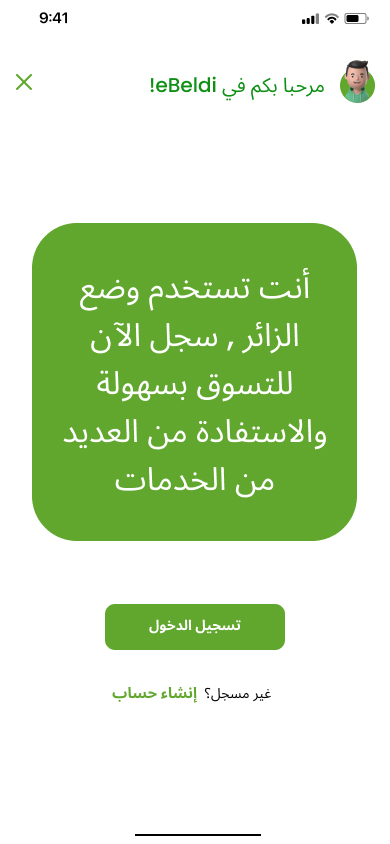 9:41
مرحبا بكم في eBeldi!
أنت تستخدم وضع
الزائر , سجل الآن
للتسوق بسهولة
والاستفادة من العديد
من الخدمات
تسجيل الدخول
غير مسجل؟ إنشاء حساب